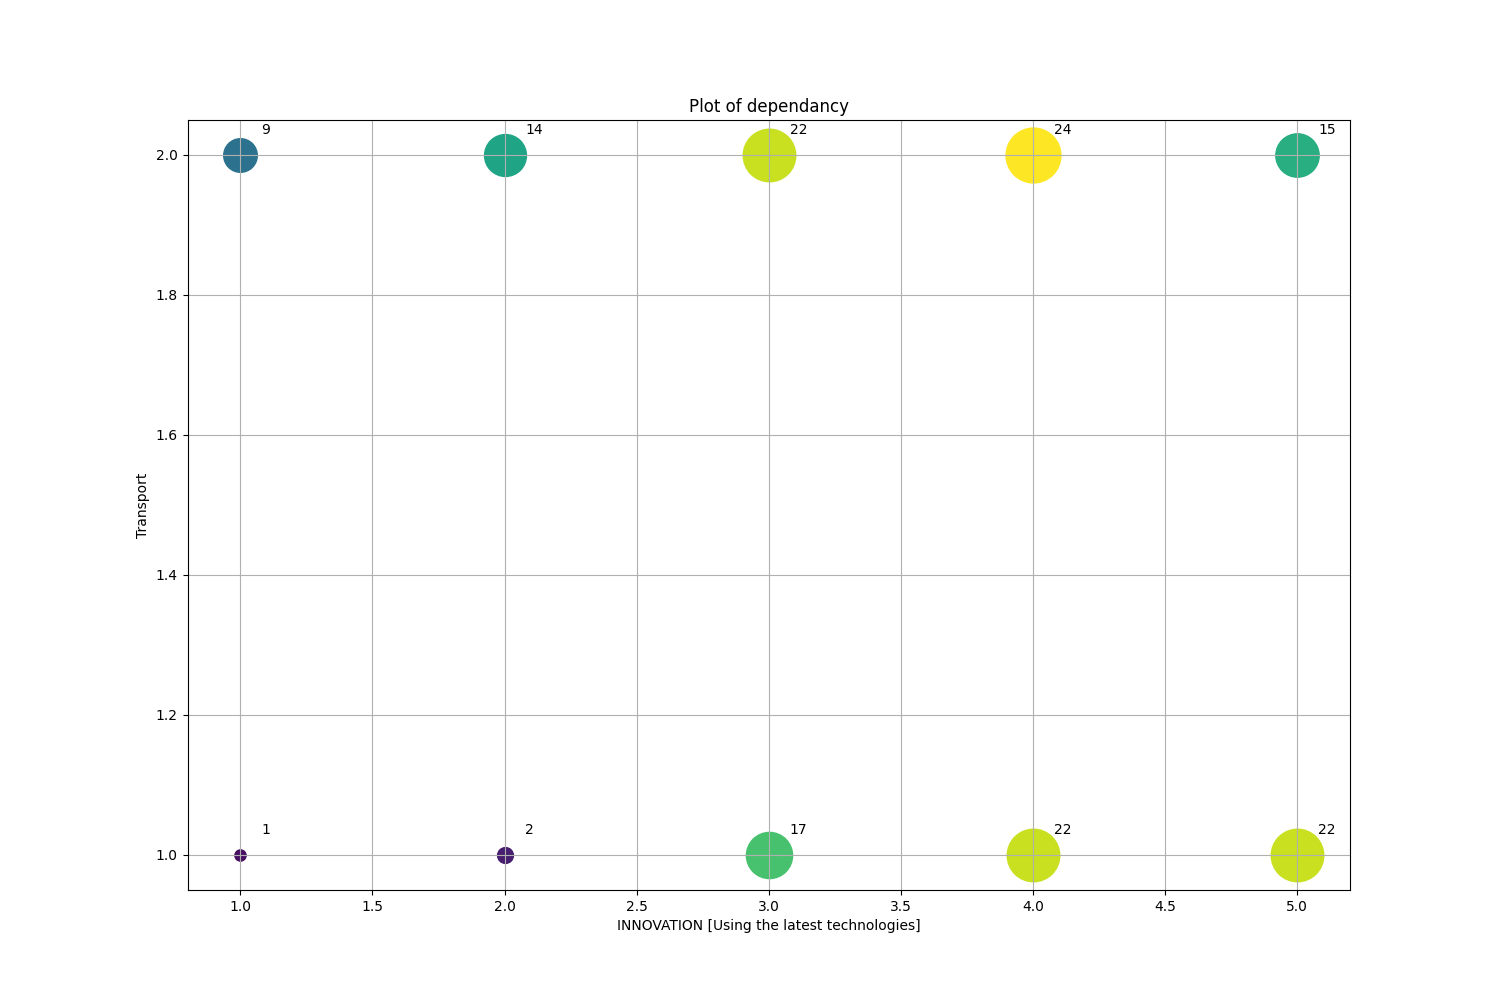 Plot of dependancy
9 14 22 24 15
2.0
1.8
1.6
Transport
1.4
1.2
1 2 17 22 22
1.0
1.0 1.5 2.0 2.5 3.0 3.5 4.0 4.5 5.0
INNOVATION [Using the latest technologies]